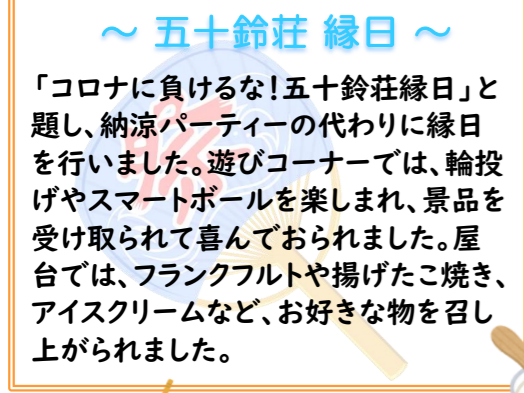 ～ 五十鈴荘 縁日 ～
「コロナに負けるな！五十鈴荘縁日」と
題し、納涼パーティーの代わりに縁日
を行いました。遊びコーナーでは、輪投
げやスマートボールを楽しまれ、景品を
受け取られて喜んでおられました。屋
台では、フランクフルトや揚げたこ焼き、
アイスクリームなど、お好きな物を召し
上がられました。